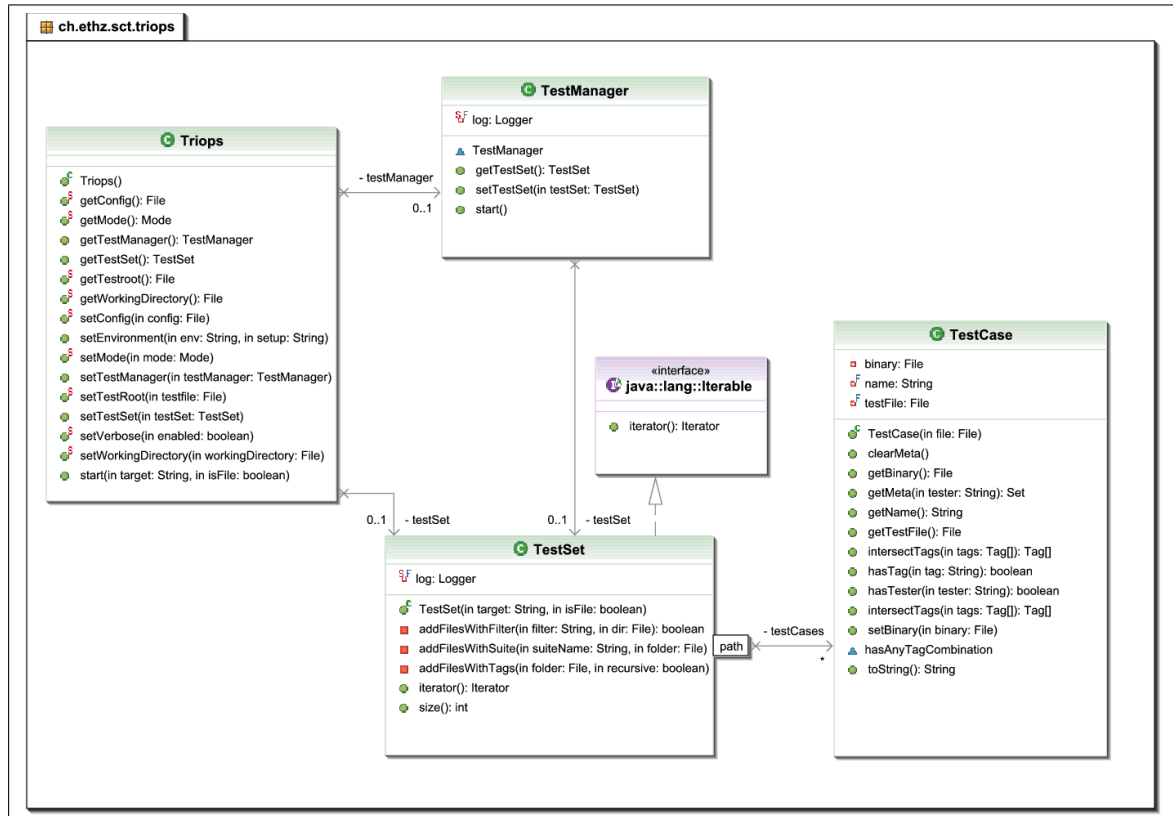 ch.ethz.sct.triops
TestManager
log: Logger
TestManager
getTestSet(): TestSet
setTestSet(in testSet: TestSet)
start()
Triops
Triops()
getConfig(): File
getMode(): Mode
getTestManager(): TestManager
getTestSet(): TestSet
getTestroot(): File
getWorkingDirectory(): File
setConfig(in config: File)
setEnvironment(in env: String, in setup: String)
setMode(in mode: Mode)
setTestManager(in testManager: TestManager)
setTestRoot(in testfile: File)
setTestSet(in testSet: TestSet)
setVerbose(in enabled: boolean)
setWorkingDirectory(in workingDirectory: File)
start(in target: String, in isFile: boolean)
- testManager
0..1
«interface»
java::lang::Iterable
iterator(): Iterator
TestCase
binary: File
name: String
testFile: File
TestCase(in file: File)
clearMeta()
getBinary(): File
getMeta(in tester: String): Set
getName(): String
getTestFile(): File
intersectTags(in tags: Tag[]): Tag[]
hasTag(in tag: String): boolean
hasTester(in tester: String): boolean
intersectTags(in tags: Tag[]): Tag[]
setBinary(in binary: File)
hasAnyTagCombination
toString(): String
0..1 - testSet
0..1 - testSet
TestSet
log: Logger
TestSet(in target: String, in isFile: boolean)
addFilesWithFilter(in filter: String, in dir: File): boolean
addFilesWithSuite(in suiteName: String, in folder: File)
addFilesWithTags(in folder: File, in recursive: boolean)
iterator(): Iterator
size(): int
path
- testCases
*